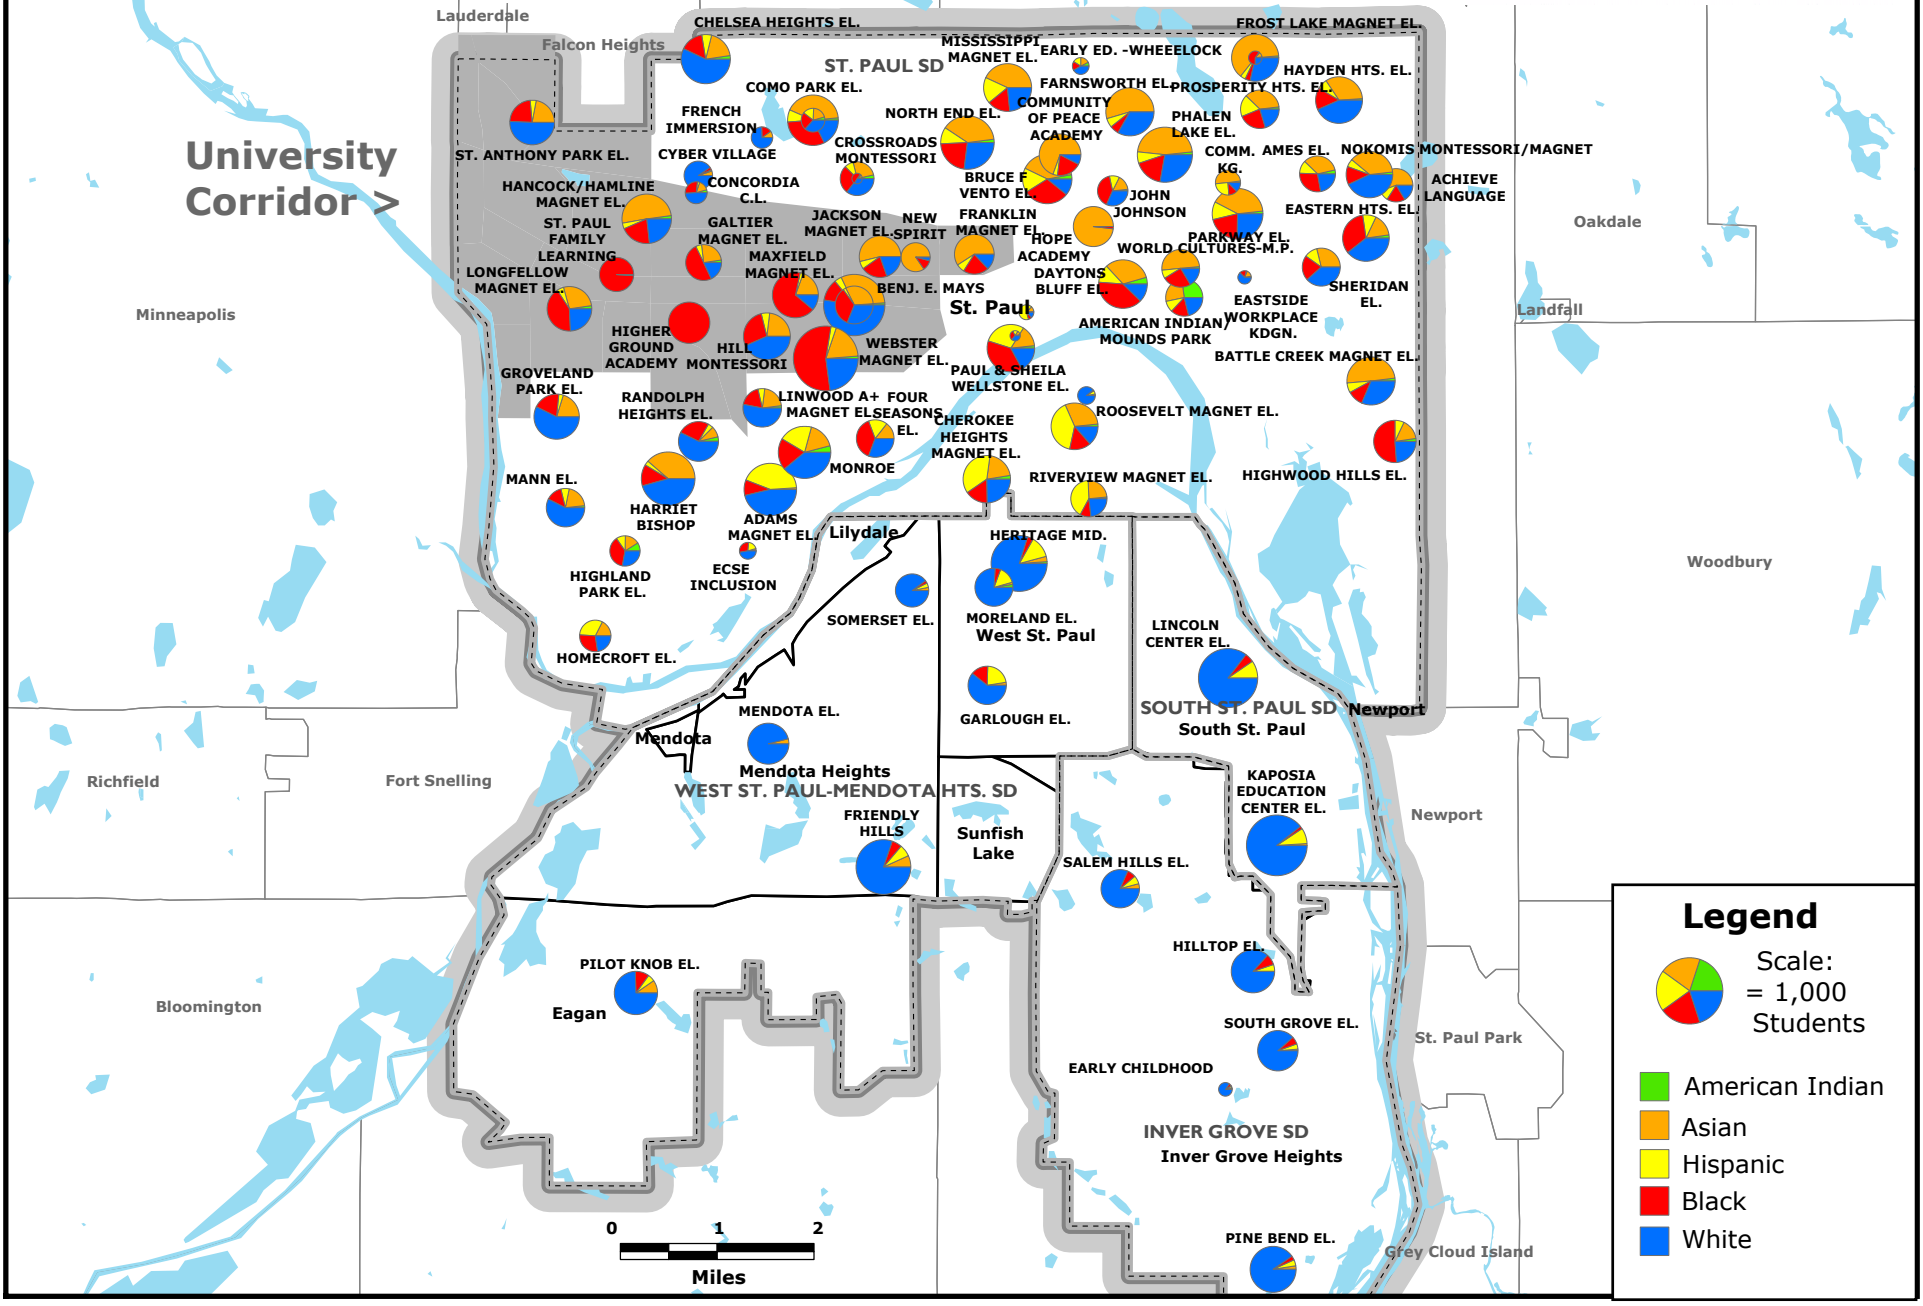 Lauderdale
CHELSEA HEIGHTS EL.
FROST LAKE MAGNET EL.
Falcon Heights
MISSISSIPPI
MAGNET EL.
EARLY ED. -WHEEELOCK
ST. PAUL SD
HAYDEN HTS. EL.
COMO PARK EL.
FARNSWORTH EL.
PROSPERITY HTS. EL.
FRENCH
IMMERSION
NORTH END EL.
COMMUNITY
OF PEACE
ACADEMY
PHALEN
LAKE EL.
University
Corridor >
ST. ANTHONY PARK EL.
CYBER VILLAGE
CROSSROADS
MONTESSORI
COMM.
KG.
AMES EL.
NOKOMIS MONTESSORI/MAGNET
HANCOCK/HAMLINE
MAGNET EL.
CONCORDIA
C.L.
BRUCE F
VENTO EL.
JOHN
JOHNSON
ACHIEVE
LANGUAGE
ST. PAUL
FAMILY
LEARNING
GALTIER
MAGNET EL.
JACKSON
MAGNET EL.
NEW
SPIRIT
FRANKLIN
MAGNET EL.
EASTERN HTS. EL.
Oakdale
HOPE
ACADEMY
PARKWAY EL.
WORLD CULTURES-M.P.
LONGFELLOW
MAGNET EL.
MAXFIELD
MAGNET EL.
BENJ. E. MAYS
DAYTONS
BLUFF EL.
SHERIDAN
EL.
Minneapolis
St. Paul
EASTSIDE
WORKPLACE
KDGN.
Landfall
HIGHER
GROUND
ACADEMY
HILL
MONTESSORI
WEBSTER
MAGNET EL.
AMERICAN INDIAN/
MOUNDS PARK
BATTLE CREEK MAGNET EL.
GROVELAND
PARK EL.
PAUL & SHEILA
WELLSTONE EL.
RANDOLPH
HEIGHTS EL.
LINWOOD A+
MAGNET EL.
FOUR
SEASONS
EL.
CHEROKEE
HEIGHTS
MAGNET EL.
ROOSEVELT MAGNET EL.
MONROE
MANN EL.
RIVERVIEW MAGNET EL.
HIGHWOOD HILLS EL.
HARRIET
BISHOP
ADAMS
MAGNET EL.
Lilydale
HERITAGE MID.
HIGHLAND
PARK EL.
ECSE
INCLUSION
Woodbury
SOMERSET EL.
MORELAND EL.
West St. Paul
LINCOLN
CENTER EL.
HOMECROFT EL.
MENDOTA EL.
GARLOUGH EL.
SOUTH ST. PAUL SD
South St. Paul
Newport
Mendota
Mendota Heights
WEST ST. PAUL-MENDOTA HTS. SD
Richfield
Fort Snelling
KAPOSIA
EDUCATION
CENTER EL.
Newport
FRIENDLY
HILLS
Sunfish
Lake
SALEM HILLS EL.
HILLTOP EL.
PILOT KNOB EL.
Eagan
Bloomington
SOUTH GROVE EL.
St. Paul Park
EARLY CHILDHOOD
INVER GROVE SD
Inver Grove Heights
PINE BEND EL.
Grey Cloud Island
0 1 2
Miles
Legend
Scale:
= 1,000
Students
American Indian
Asian
Hispanic
Black
White